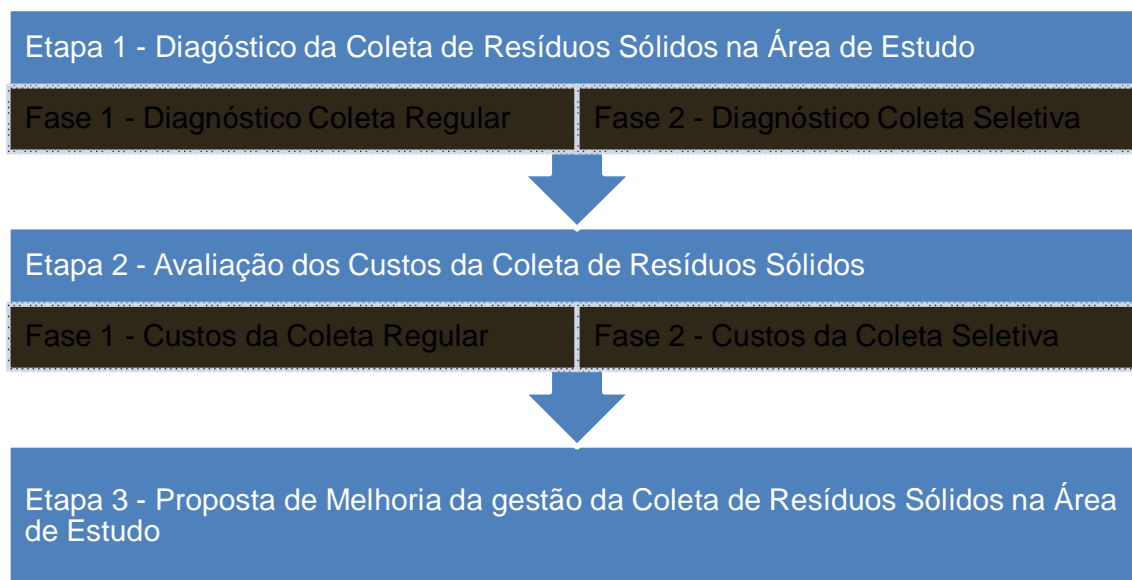 Etapa 1 - Diagóstico da Coleta de Resíduos Sólidos na Área de Estudo
Fase 1 - Diagnóstico Coleta Regular
Fase 2 - Diagnóstico Coleta Seletiva
Etapa 2 - Avaliação dos Custos da Coleta de Resíduos Sólidos
Fase 1 - Custos da Coleta Regular
Fase 2 - Custos da Coleta Seletiva
Etapa 3 - Proposta de Melhoria da gestão da Coleta de Resíduos Sólidos na Área
de Estudo